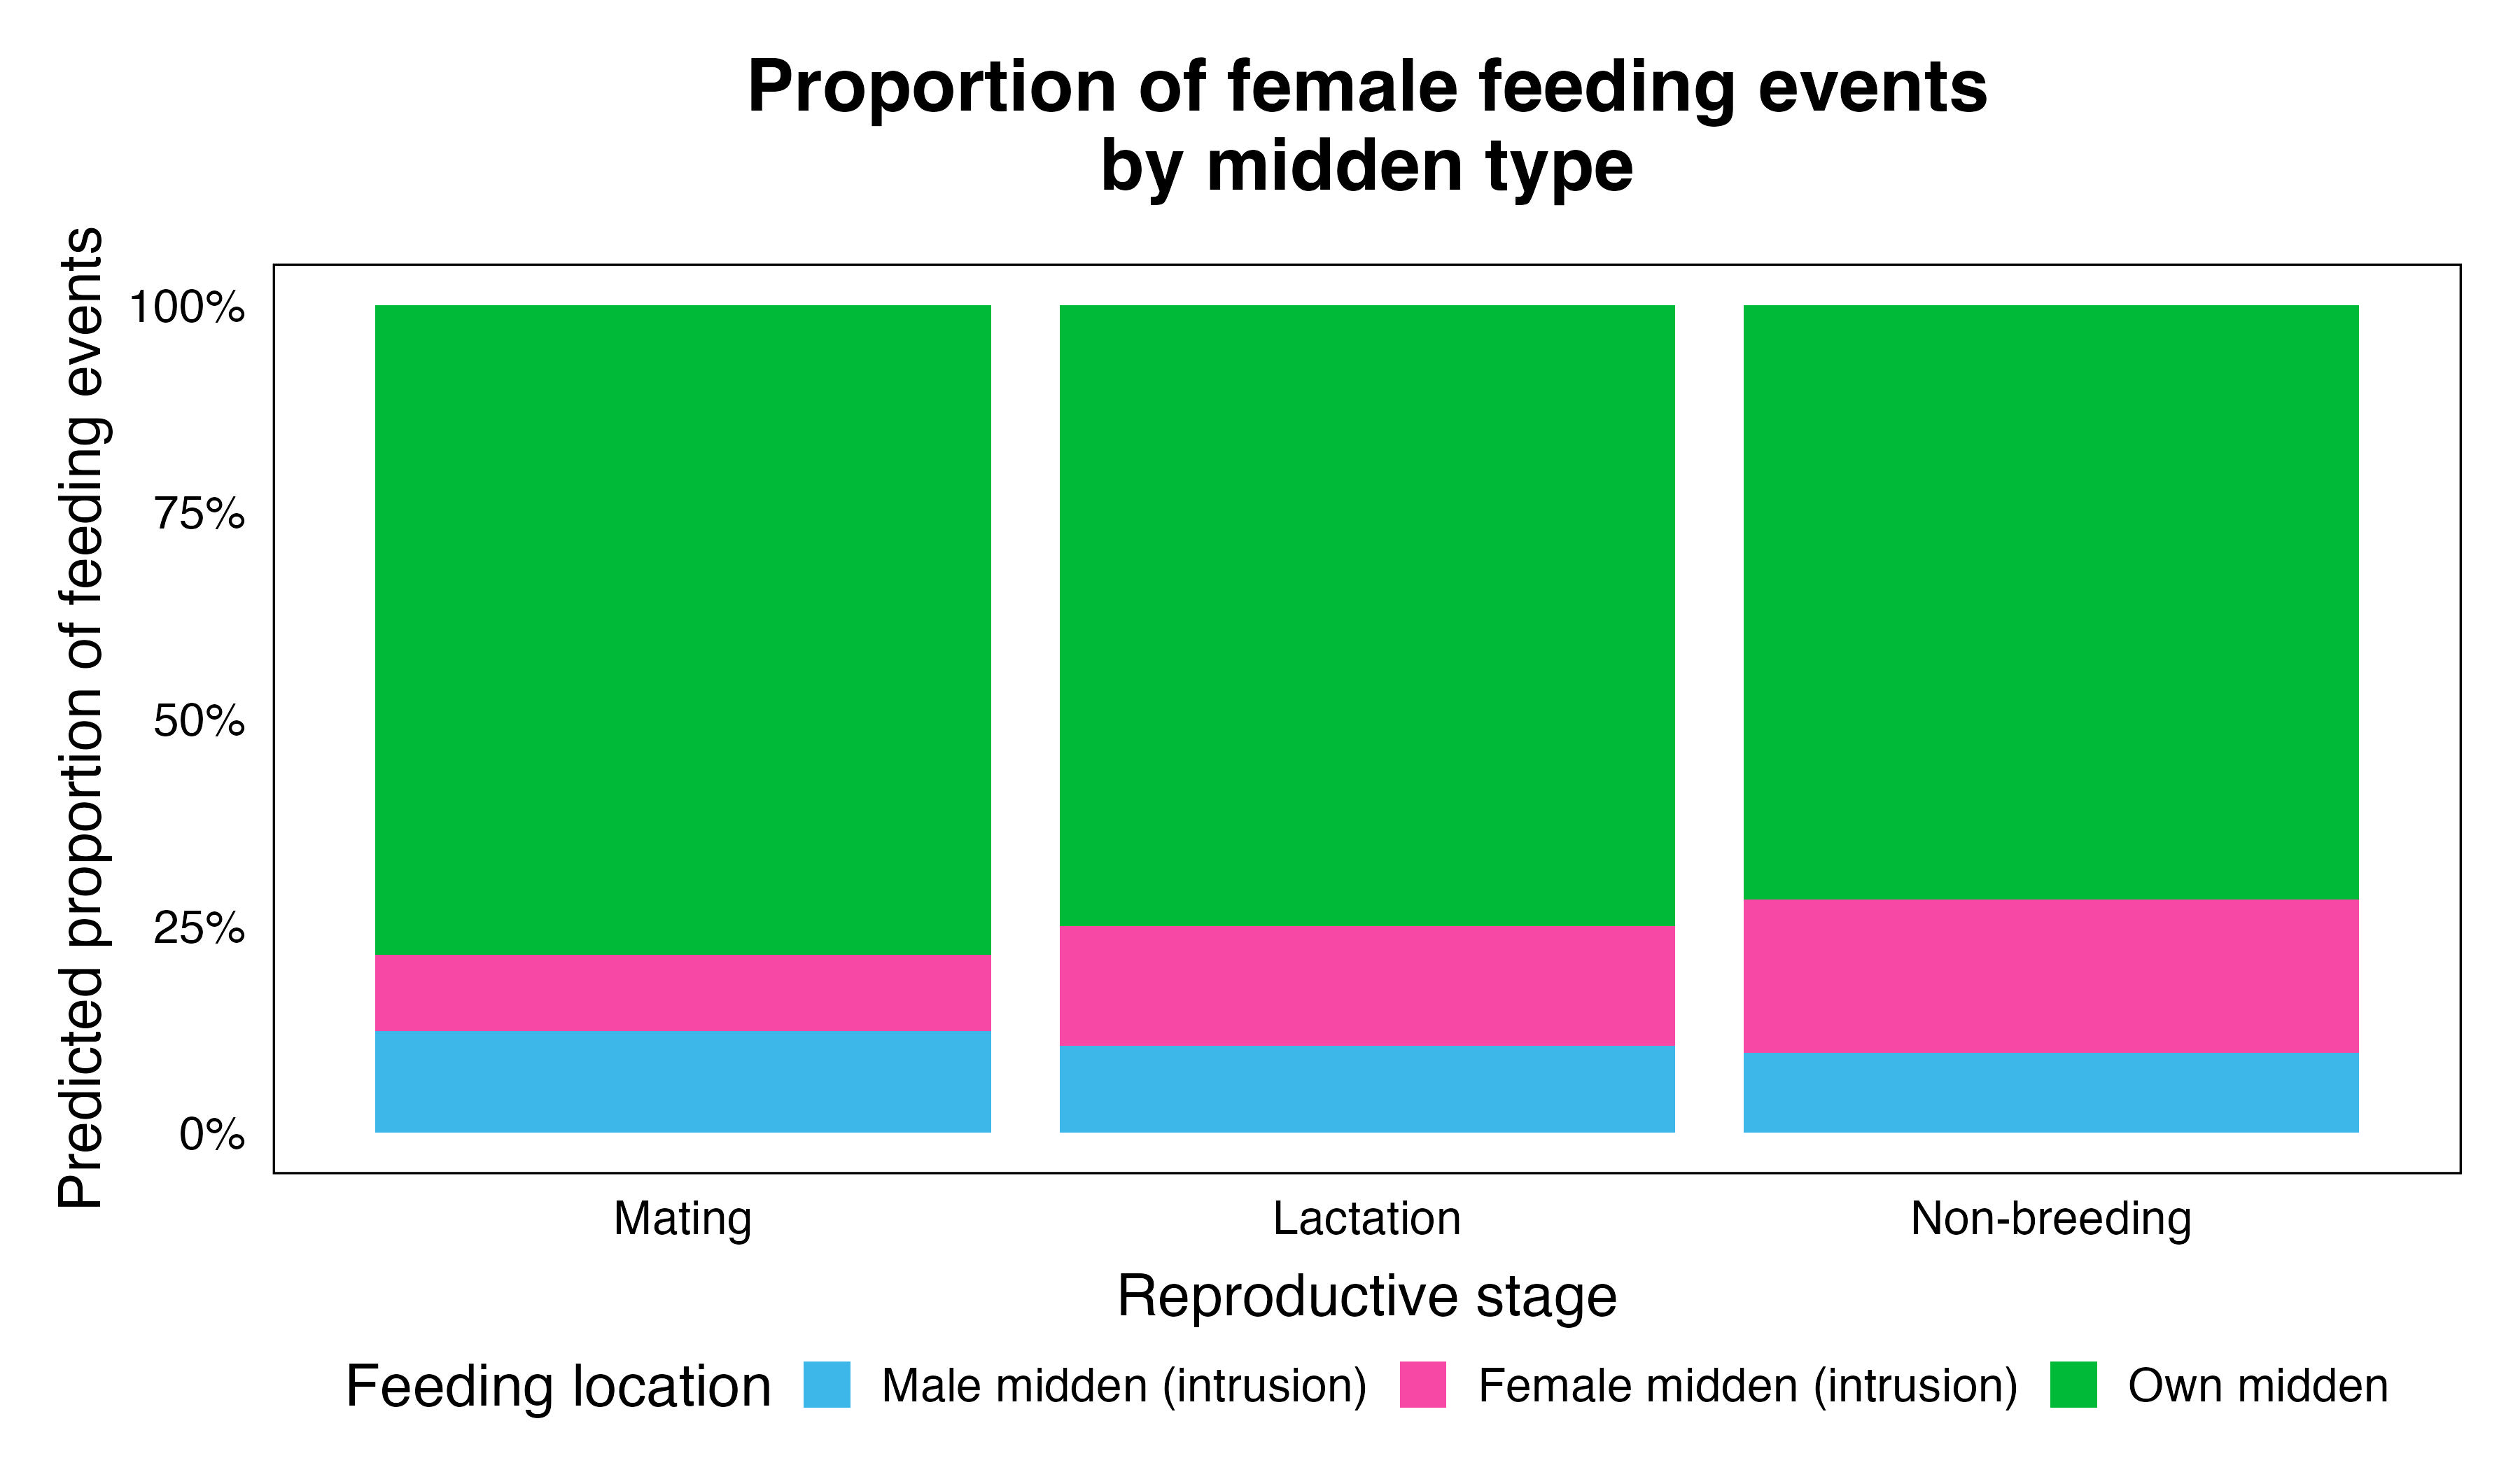 Proportion of female feeding events
by midden type
Predicted proportion of feeding events
100%
75%
50%
25%
0%
Mating
Lactation
Non-breeding
Reproductive stage
Feeding location
Male midden (intrusion)
Female midden (intrusion)
Own midden